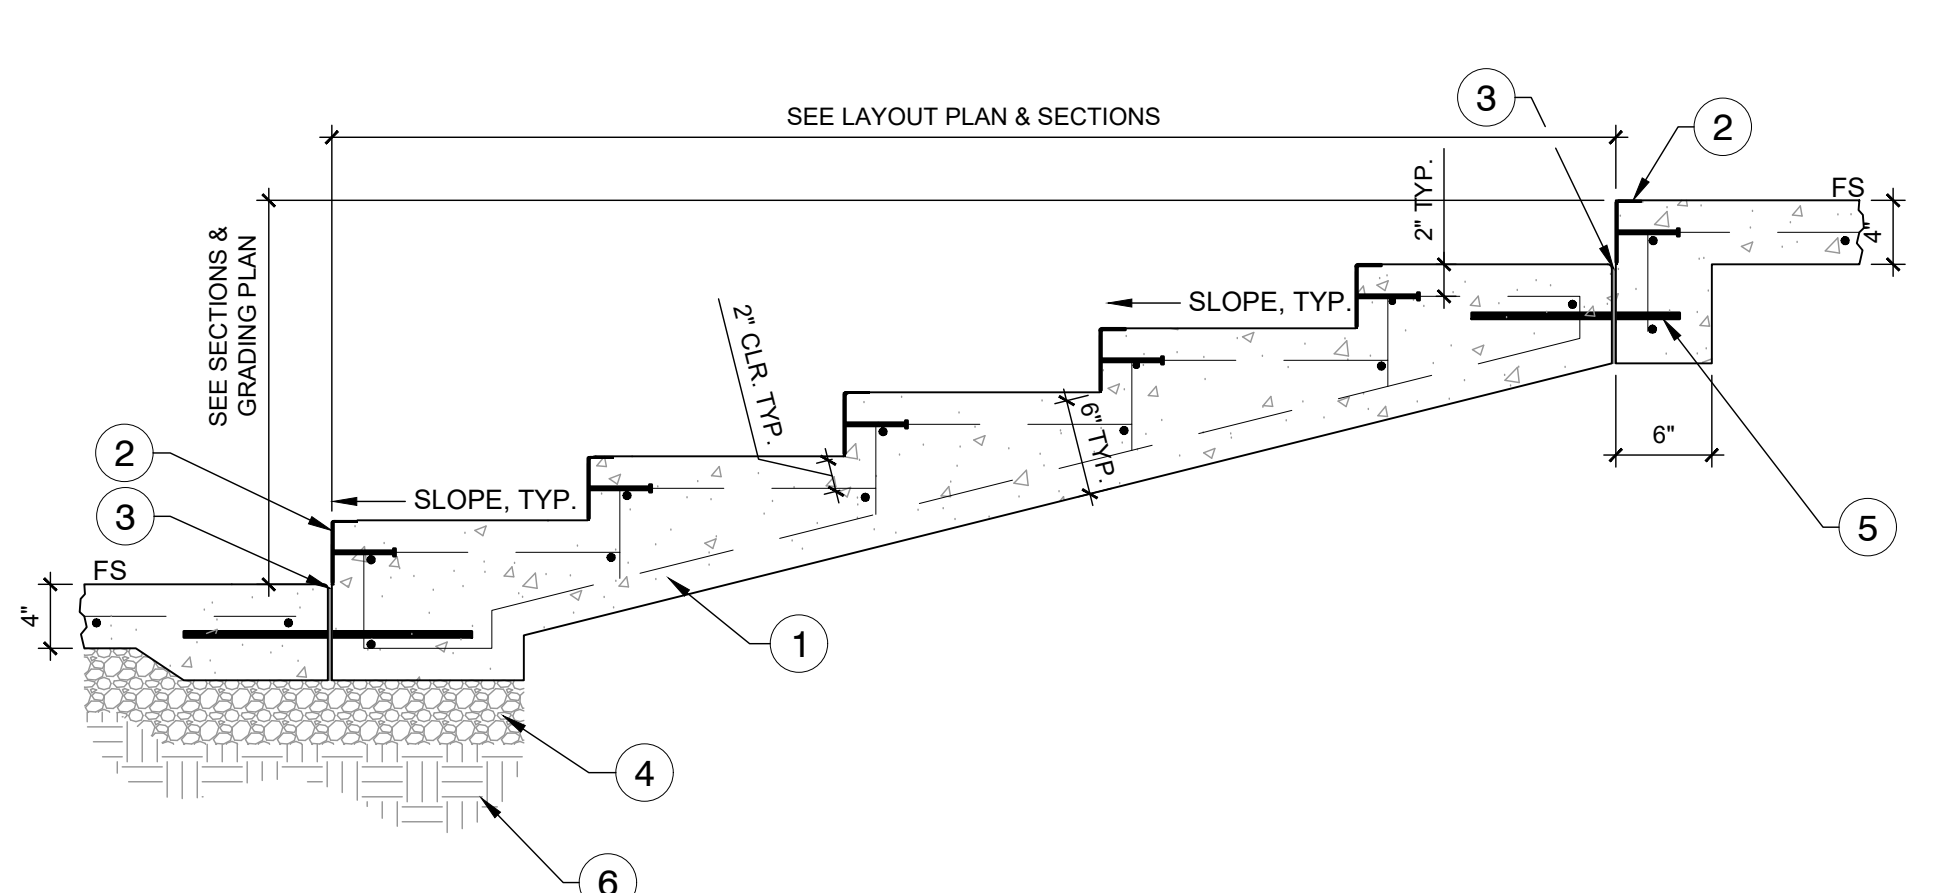 SEE LAYOUT PLAN & SECTIONS
3
2
FS
4"
2" TYP.
SEE SECTIONS &
GRADING PLAN
SLOPE, TYP.
2" CLR. TYP.
6" TYP.
6"
2
SLOPE, TYP.
3
5
FS
4"
1
4
6